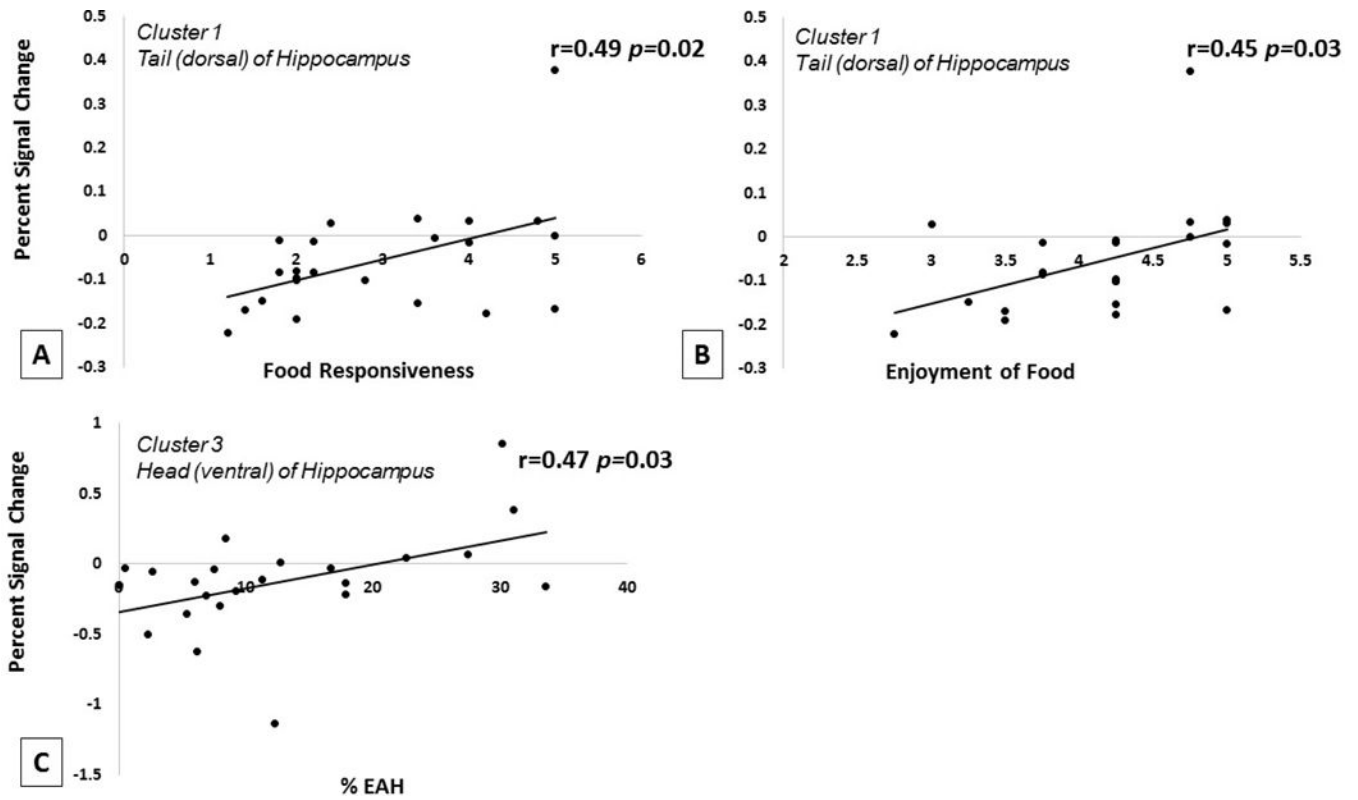 Percent Signal Change
Cluster 1
Tail (dorsal) of Hippocampus
r=0.49 p=0.02
0.5
0.4
0.3
0.2
0.1
0
-0.1
-0.2
-0.3
0 1 2 3 4 5 6
A
Food Responsiveness
Cluster 1
Tail (dorsal) of Hippocampus
r=0.45 p=0.03
0.5
0.4
0.3
0.2
0.1
0
-0.1
-0.2
-0.3
2 2.5 3 3.5 4 4.5 5 5.5
B
Enjoyment of Food
Percent Signal Change
Cluster 3
Head (ventral) of Hippocampus
r=0.47 p=0.03
1
0.5
0
-0.5
-1
-1.5
0 10 20 30 40
C
% EAH